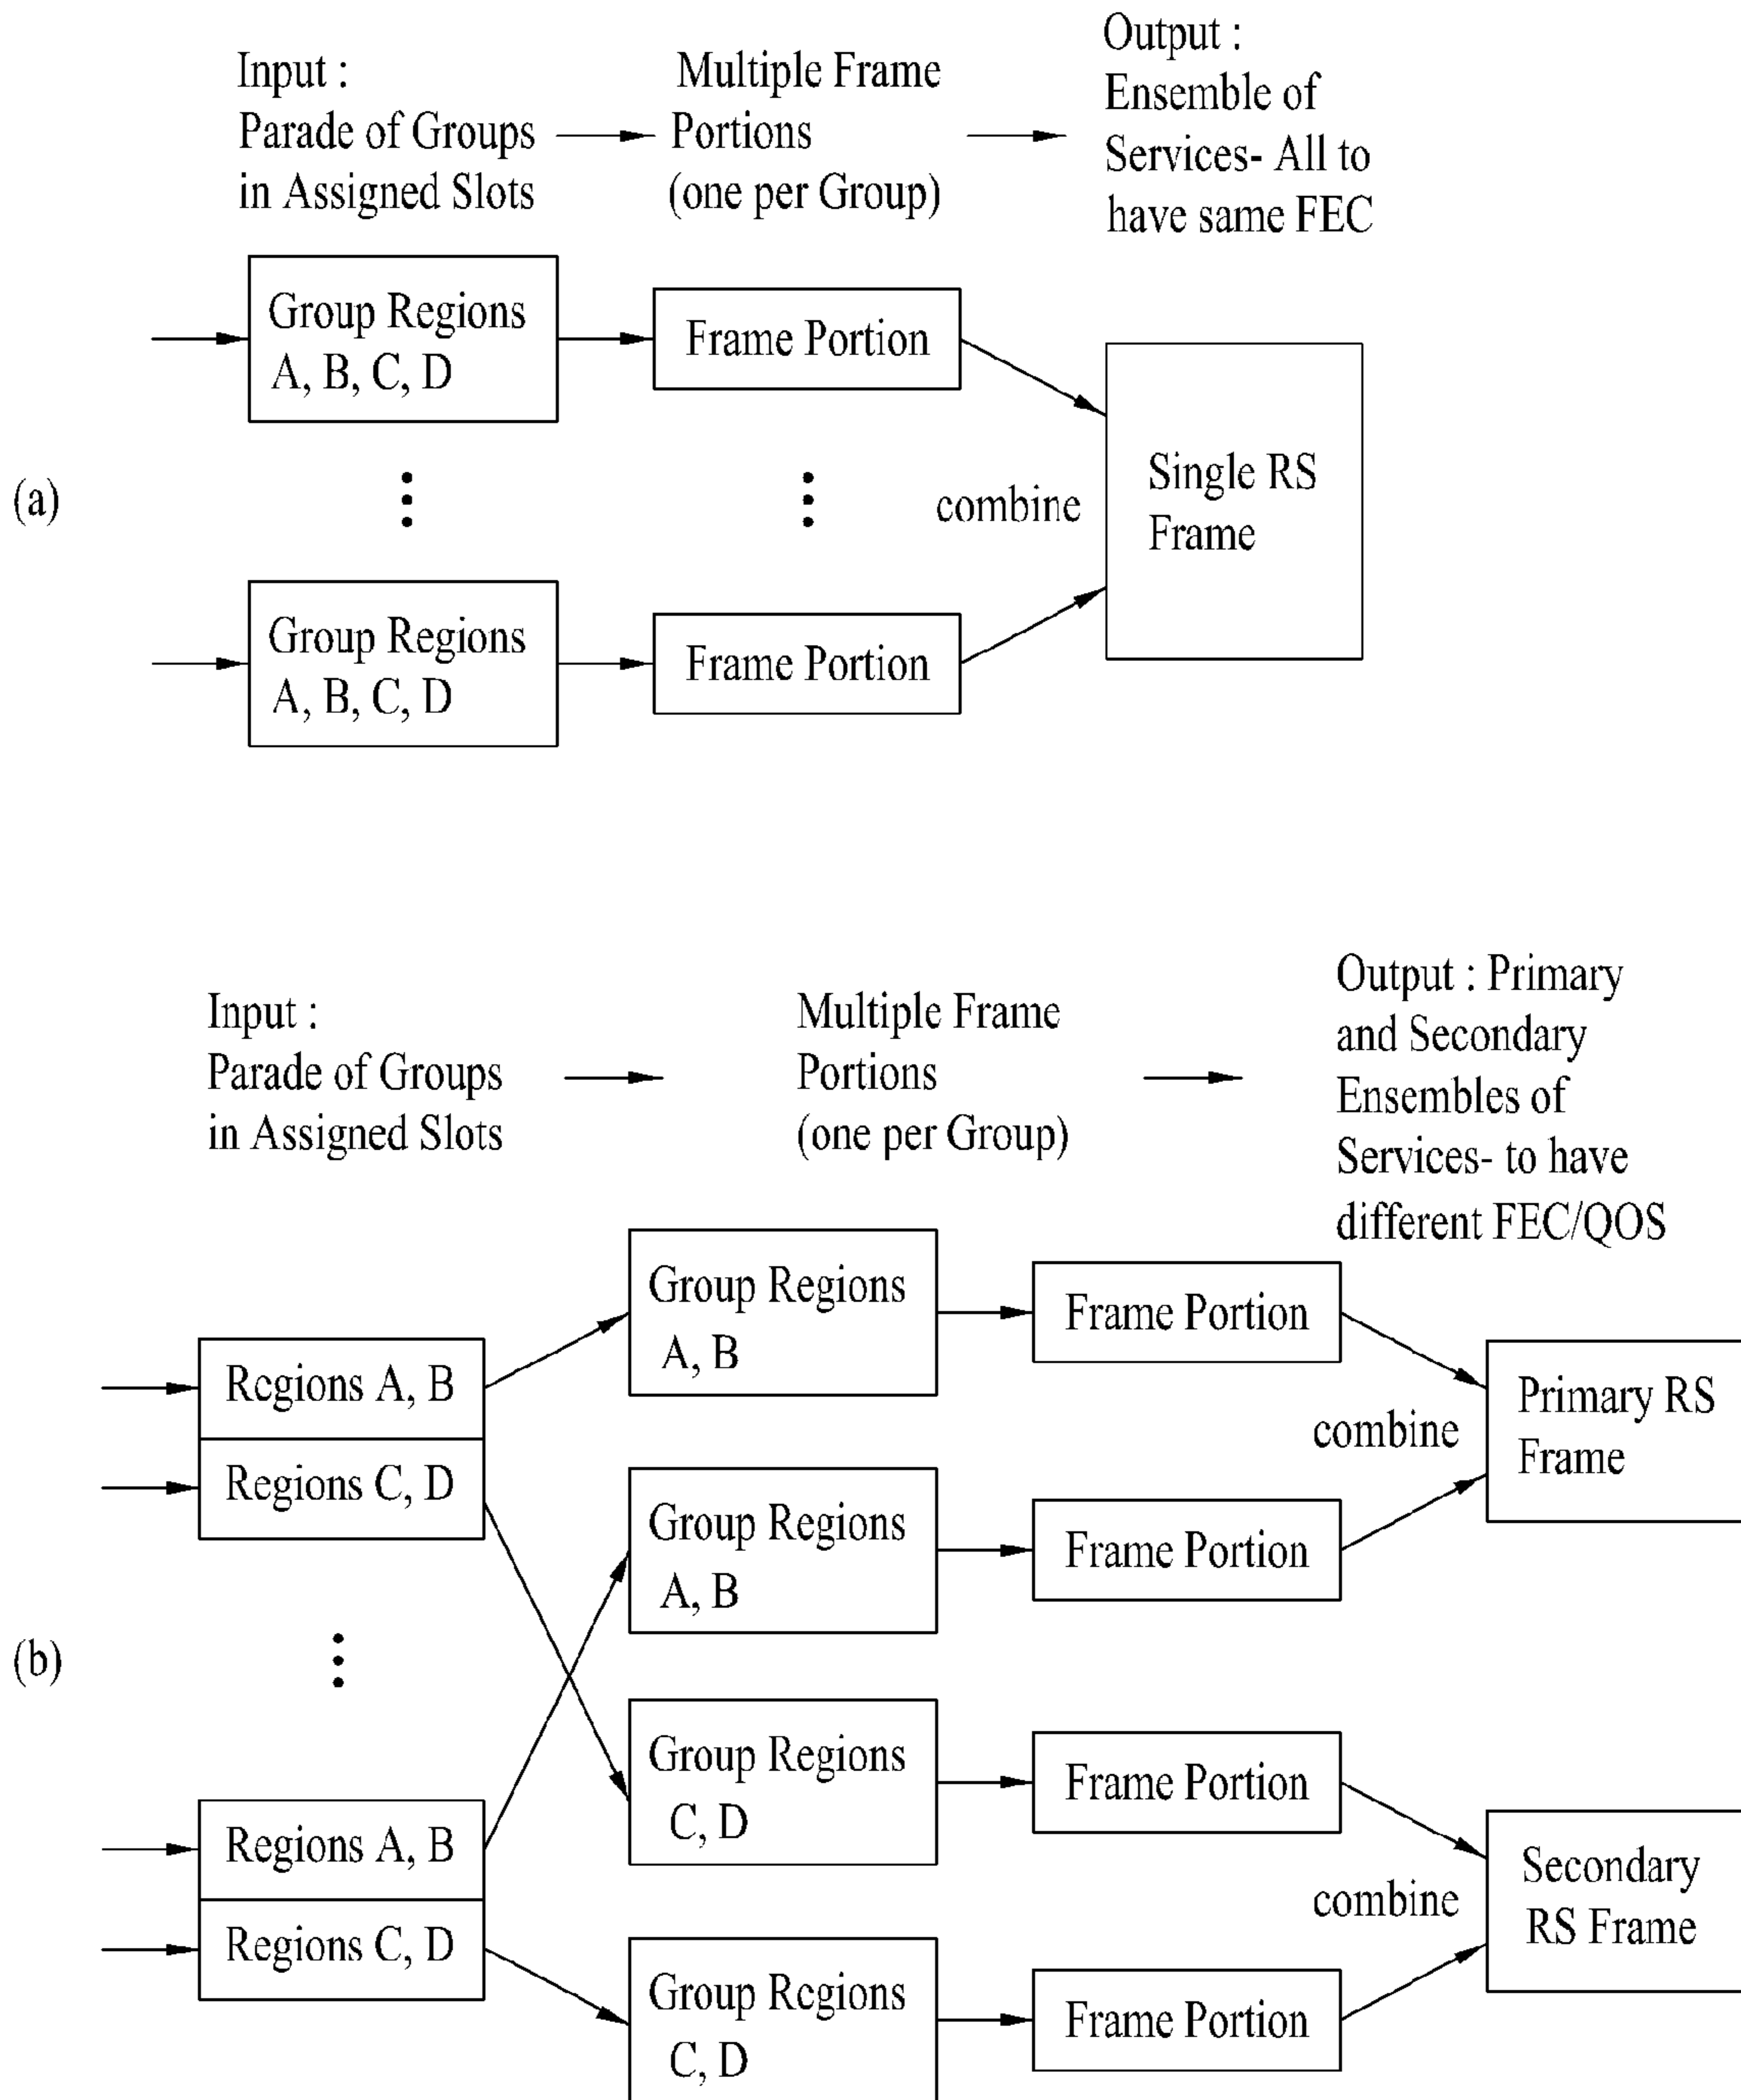 Input :
Parade of Groups
in Assigned Slots
Multiple Frame
Portions
(one per Group)
Output :
Ensemble of
Services- All to
have same FEC
Group Regions
A, B, C, D
Frame Portion
(a)
combine
Single RS
Frame
Group Regions
A, B, C, D
Frame Portion
Input :
Parade of Groups
in Assigned Slots
Multiple Frame
Portions
(one per Group)
Output : Primary
and Secondary
Ensembles of
Services- to have
different FEC/QOS
Regions A, B
Regions C, D
Group Regions
A, B
Frame Portion
combine
Primary RS
Frame
Group Regions
A, B
Frame Portion
(b)
Regions A, B
Regions C, D
Group Regions
C, D
Frame Portion
combine
Secondary
RS Frame
Group Regions
C, D
Frame Portion